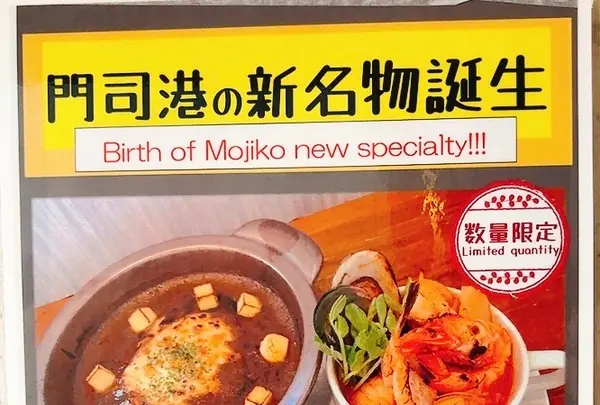 門司港の新名物誕生
Birth of Mojiko new specialty!!!
数量限定
Limited quantity